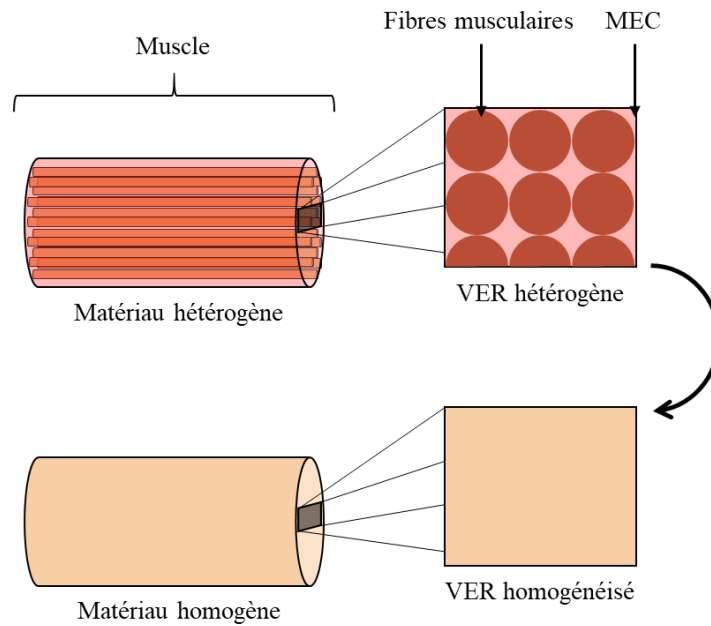 Fibres musculaires
MEC
Muscle
Matériau hétérogène
VER hétérogène
Matériau homogène
VER homogénéisé